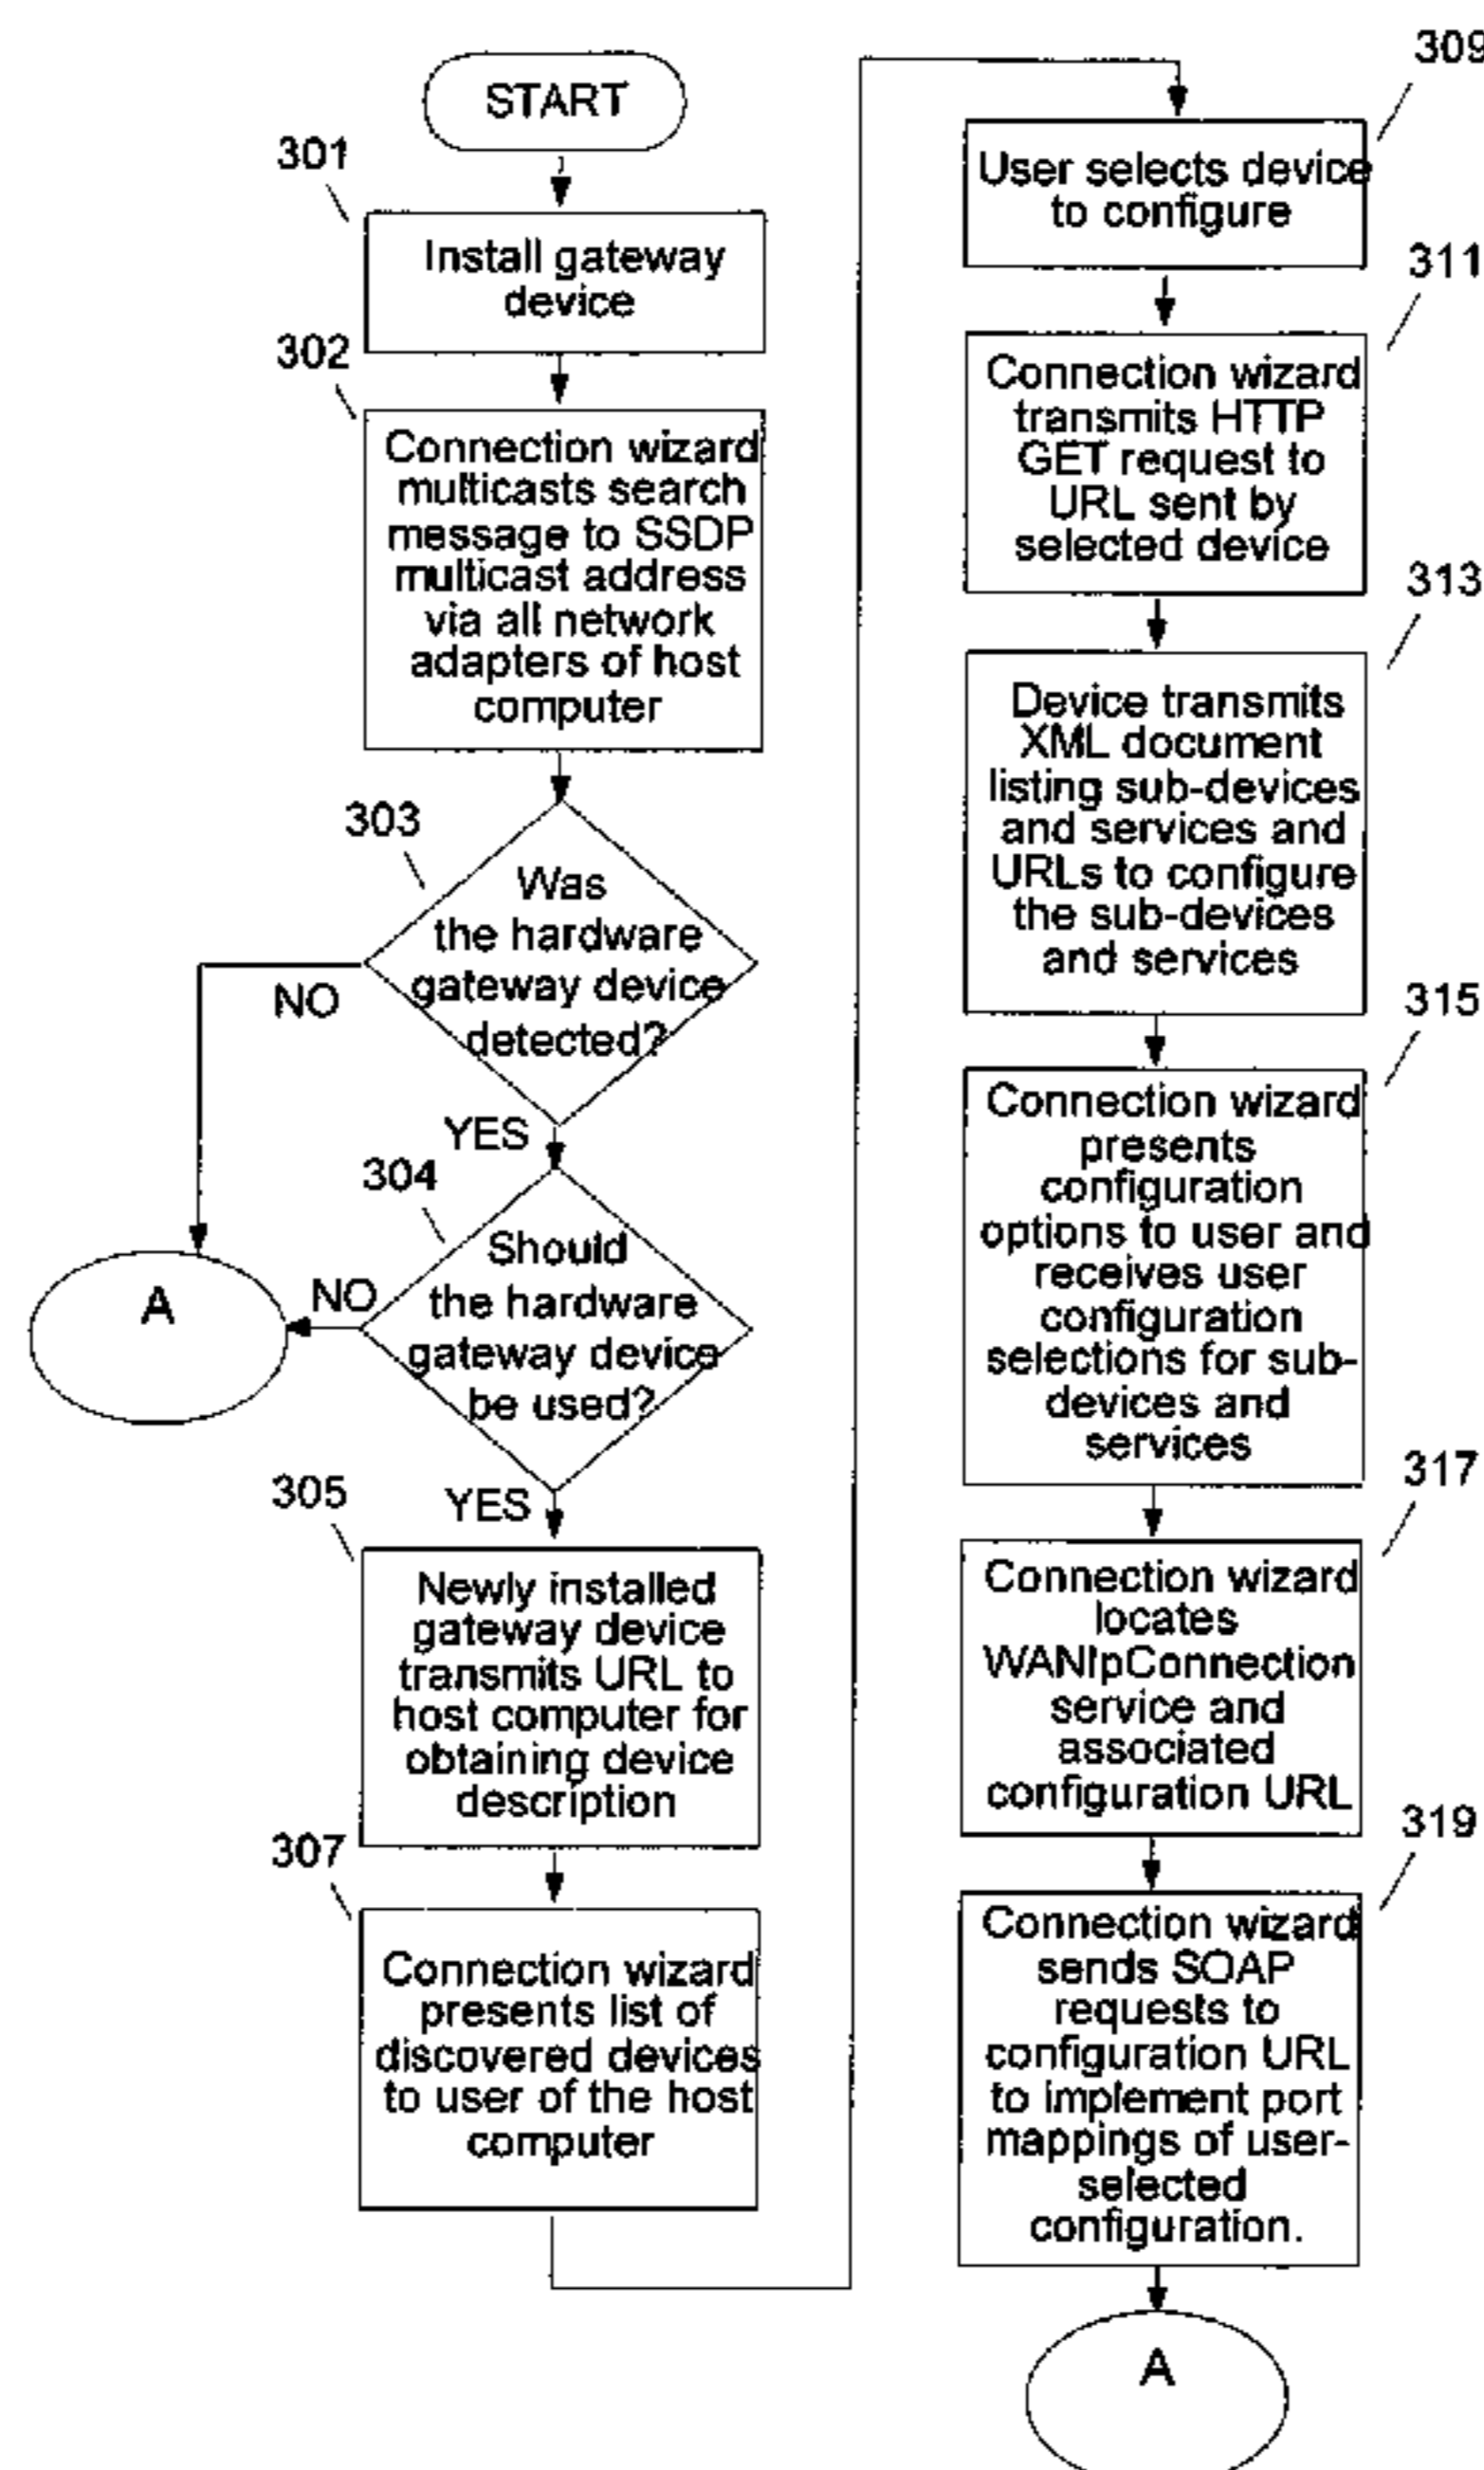 START
301
Install gateway
device
302
Connection wizard
multicasts search
message to SSDP
multicast address
via all network
adapters of host
computer
303
Was
the hardware
gateway device
detected?
NO
YES
304
Should
the hardware
gateway device
be used?
NO
A
YES
305
Newly installed
gateway device
transmits URL to
host computer for
obtaining device
description
307
Connection wizard
presents list of
discovered devices
to user of the host
computer
309
User selects device
to configure
311
Connection wizard
transmits HTTP
GET request to
URL sent by
selected device
313
Device transmits
XML document
listing sub-devices
and services and
URLs to configure
the sub-devices
and services
315
Connection wizard
presents
configuration
options to user and
receives user
configuration
selections for sub-
devices and
services
317
Connection wizard
locates
WANIpConnection
service and
associated
configuration URL
319
Connection wizard
sends SOAP
requests to
configuration URL
to implement port
mappings of user-
selected
configuration.
A